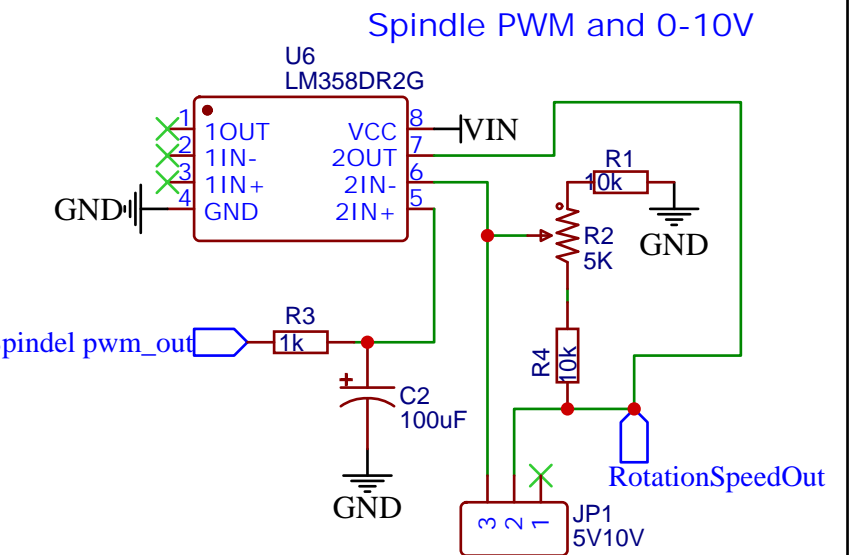 Spindle PWM and 0-10V
U6
LM358DR2G
1 1OUT VCC 8 VIN
2 1IN- 2OUT 7
3 1IN+ 2IN- 6
GND 4 GND 2IN+ 5
R1
10k
GND
R2
5K
R3
1k
pindel pwm_out
R4
10k
C2
100uF
GND
RotationSpeedOut
3 2 1
JP1
5V10V